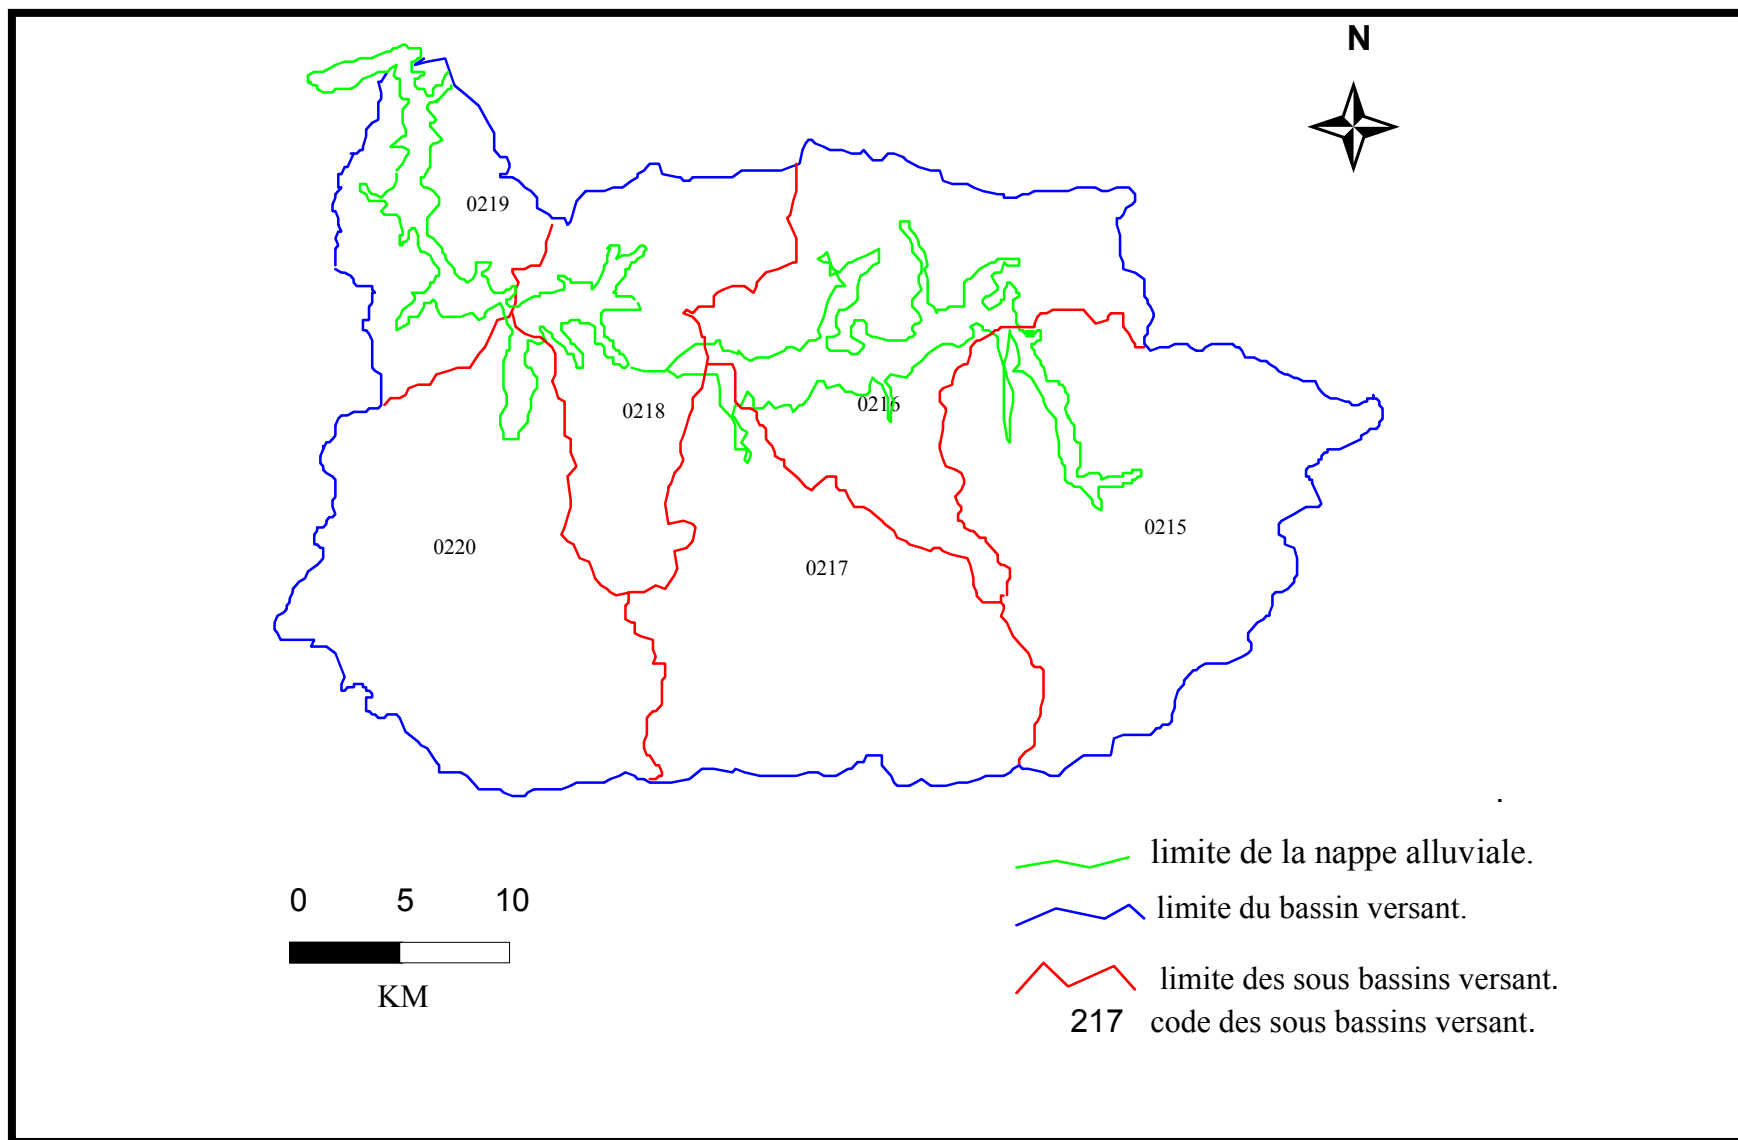 N
0219
0218
0216
0215
0220
0217
.
limite de la nappe alluviale.
0 5 10
limite du bassin versant.
limite des sous bassins versant.
KM
217 code des sous bassins versant.